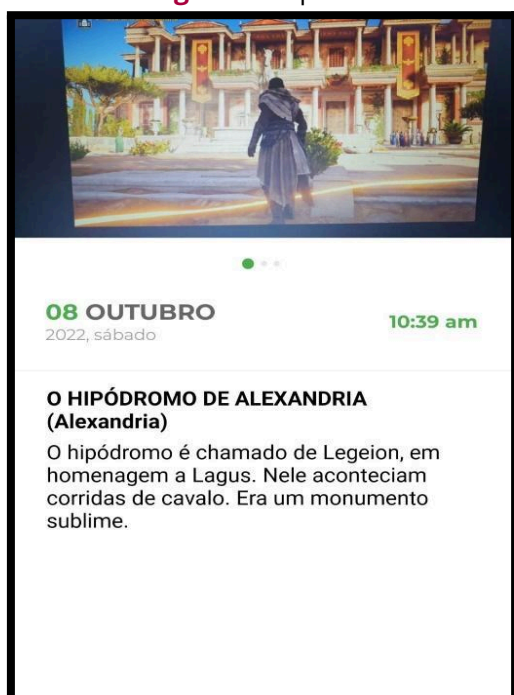 08 OUTUBRO
2022, sábado
10:39 am
O HIPÓDROMO DE ALEXANDRIA
(Alexandria)
O hipódromo é chamado de Legeion, em
homenagem a Lagus. Nele aconteciam
corridas de cavalo. Era um monumento
sublime.